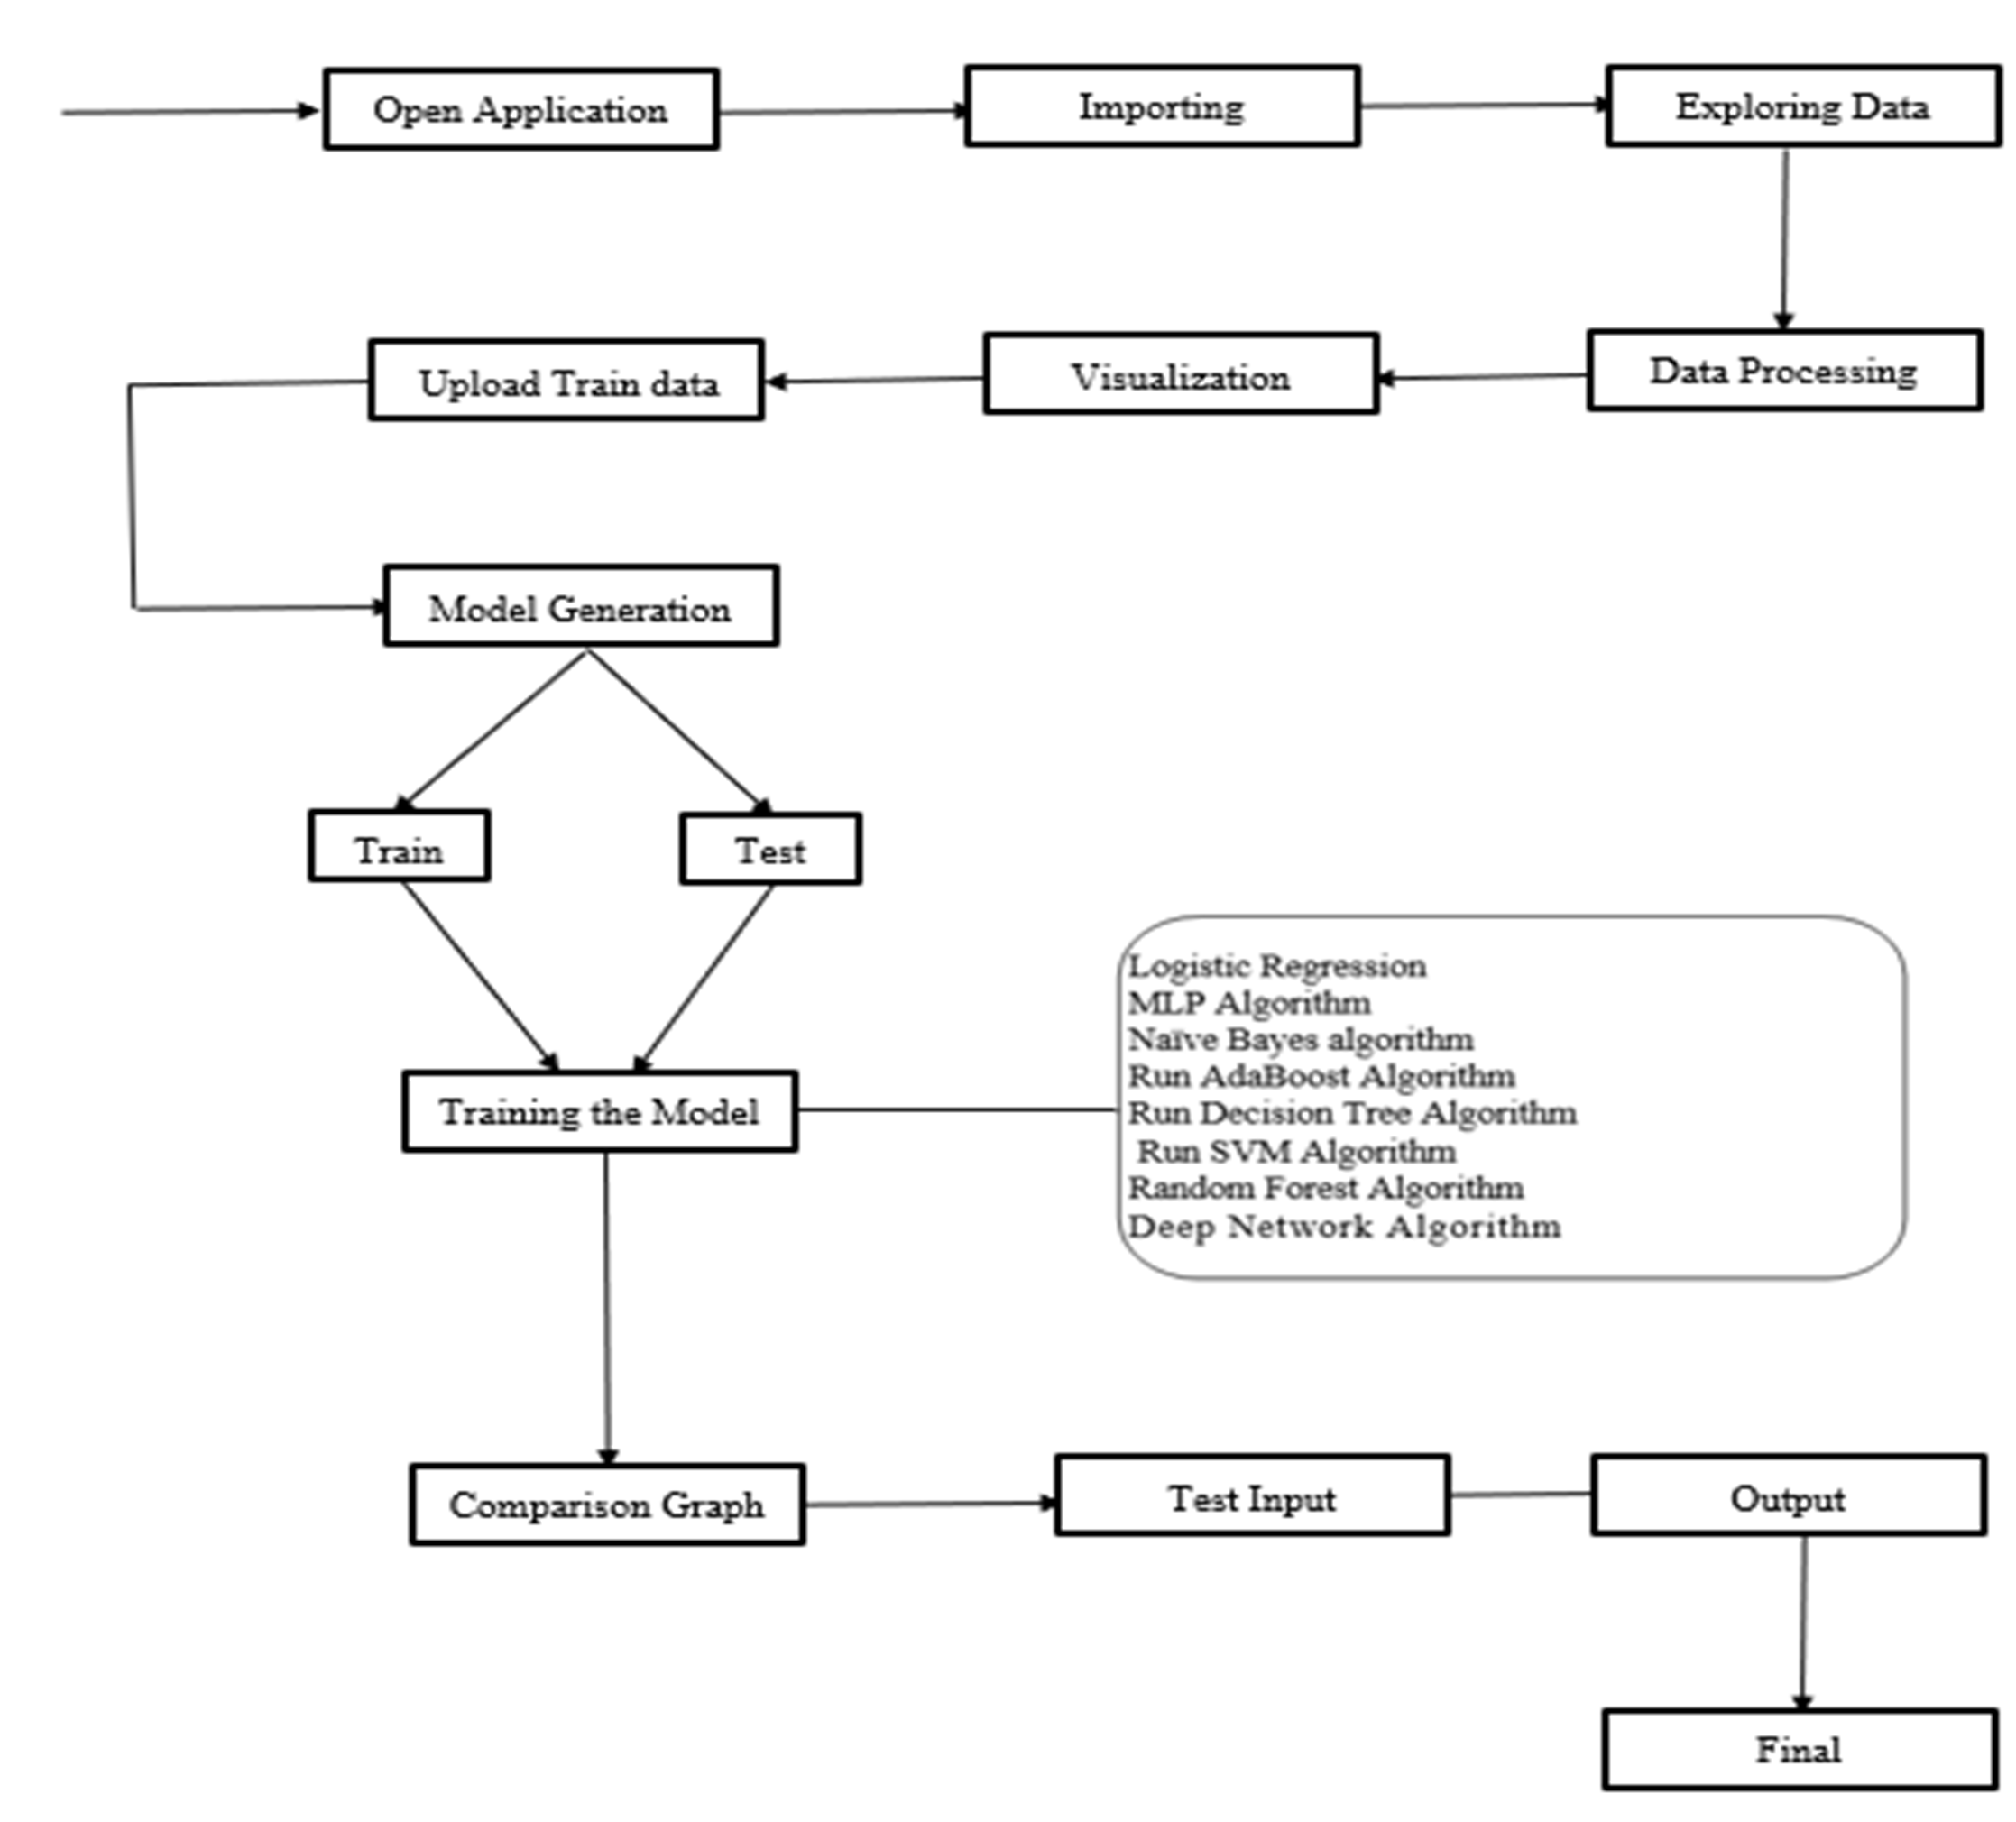 Open Application
Importing
Exploring Data
Data Processing
Visualization
Upload Train data
Model Generation
Train
Test
Training the Model
Logistic Regression
MLP Algorithm
Naïve Bayes algorithm
Run AdaBoost Algorithm
Run Decision Tree Algorithm
Run SVM Algorithm
Random Forest Algorithm
Deep Network Algorithm
Comparison Graph
Test Input
Output
Final